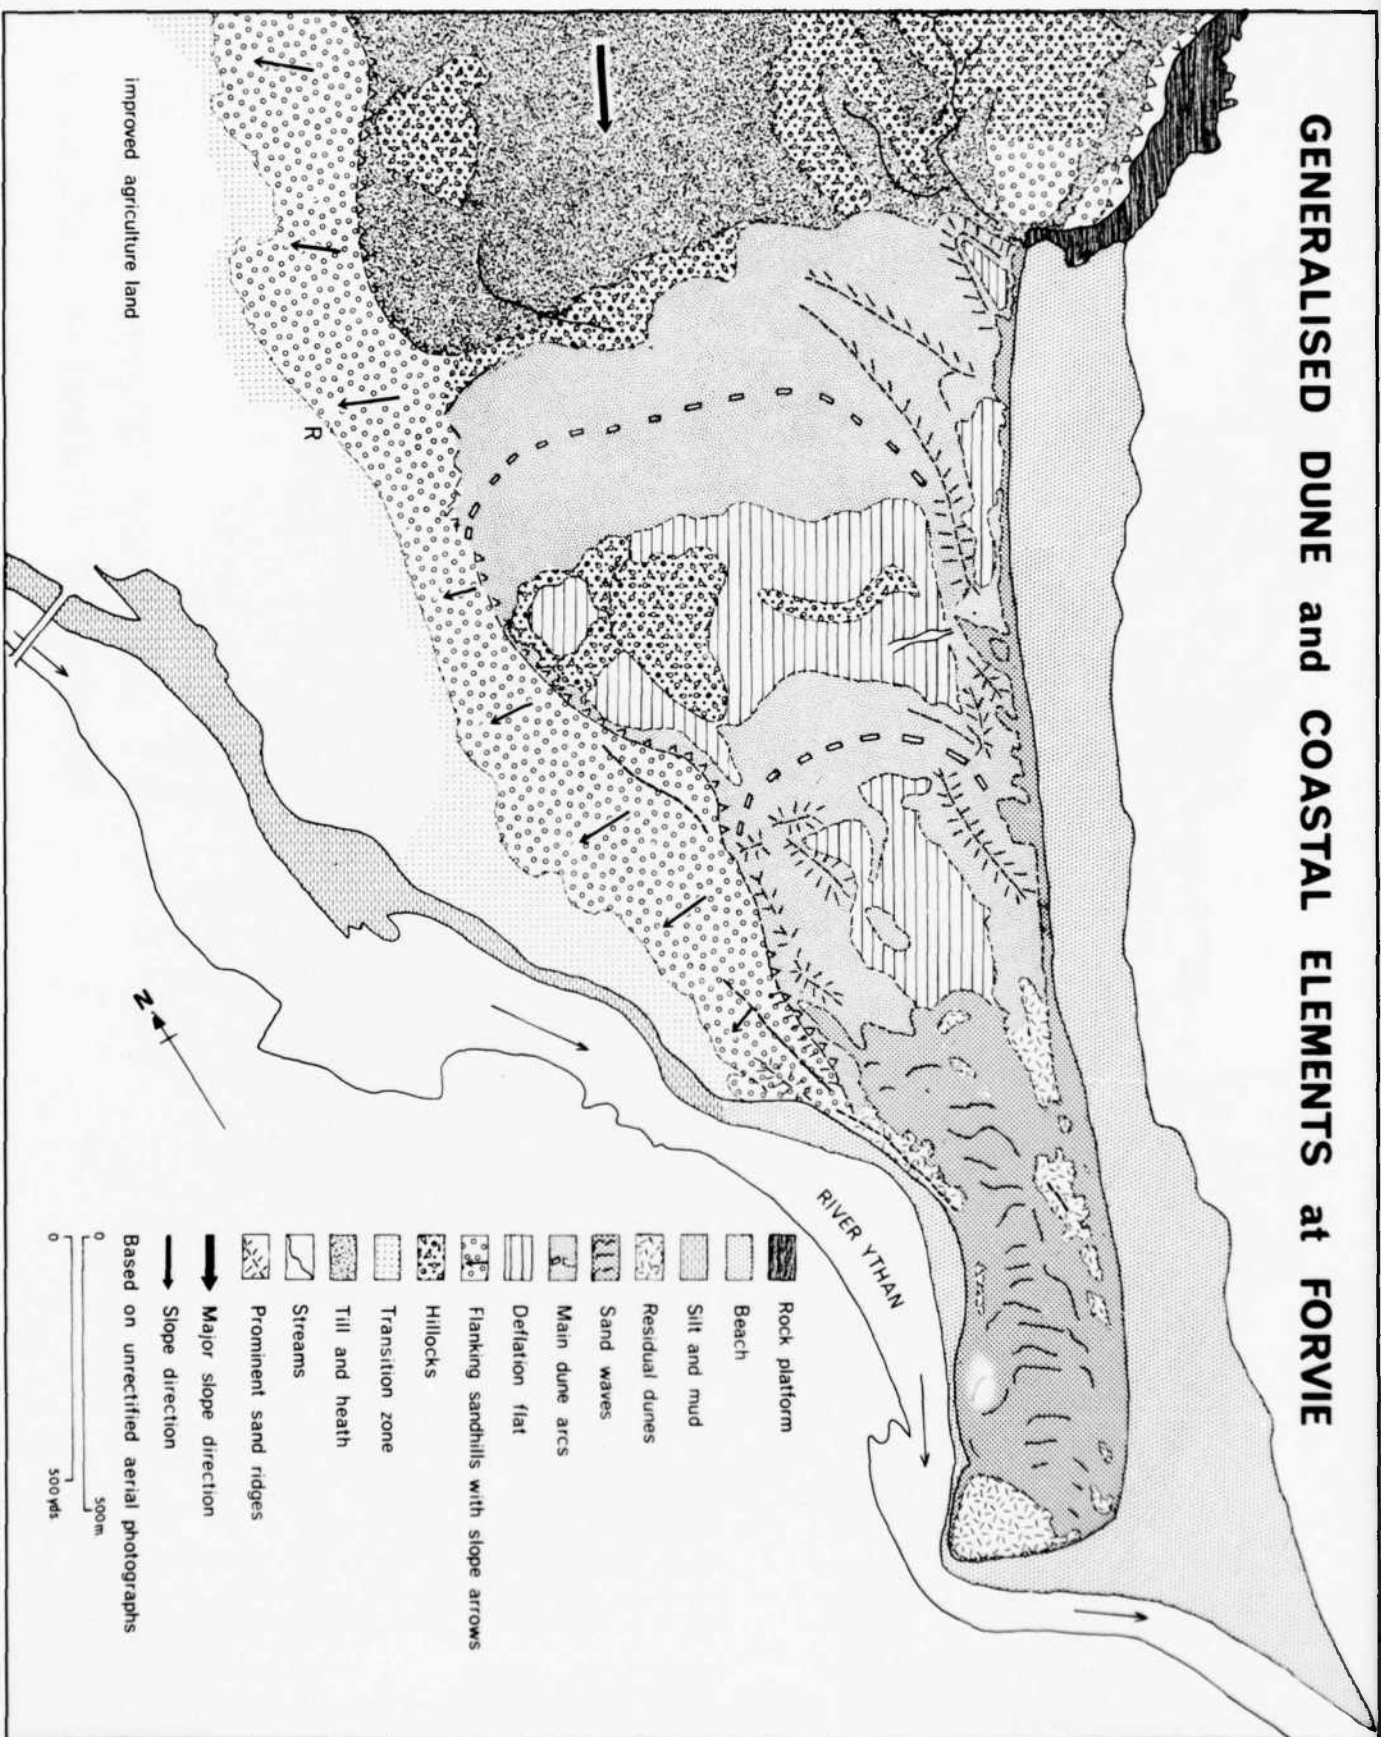 GENERALISED DUNE and COASTAL ELEMENTS at FORVIE
improved agriculture land
R
N
RIVER YTHAN
Rock platform
Beach
Silt and mud
Residual dunes
Sand waves
Main dune arcs
Deflation flat
Flanking sandhills with slope arrows
Hillocks
Transition zone
Till and heath
Streams
Prominent sand ridges
Major slope direction
Slope direction
Based on unrectified aerial photographs
0 500m.
0 500yds.